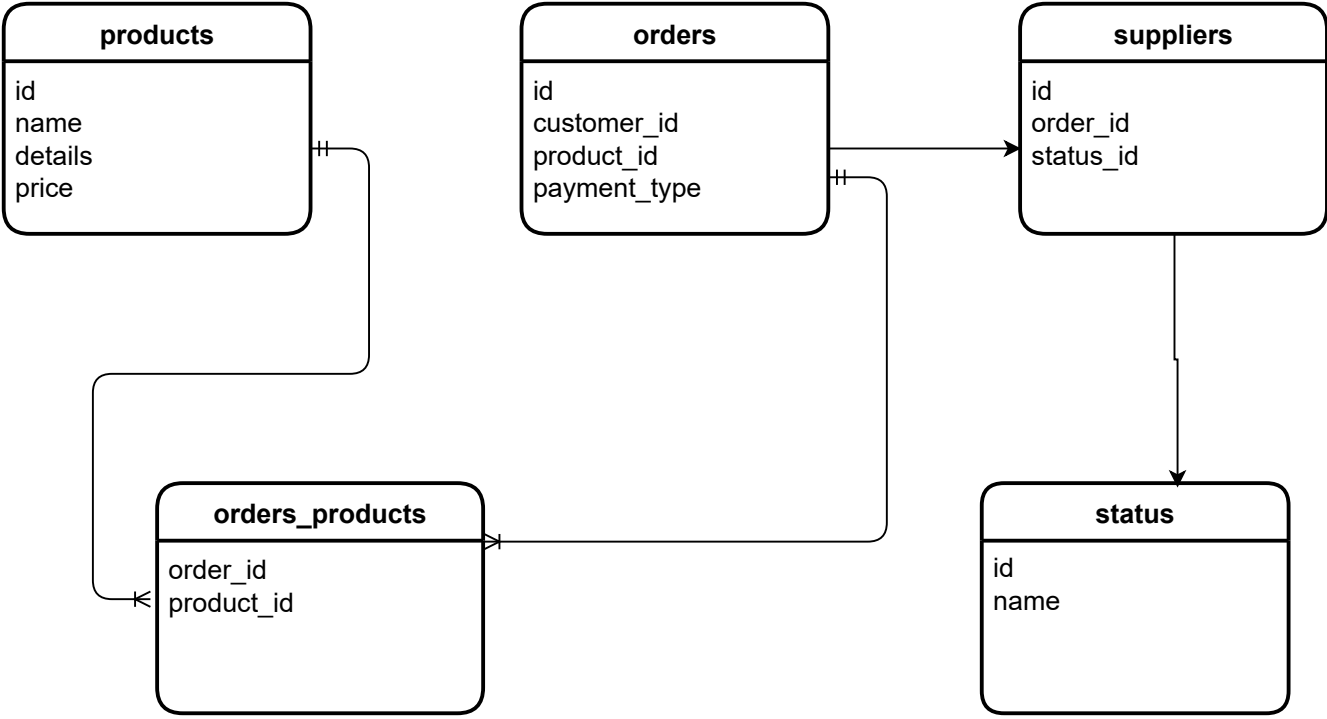 products
id
name
details
price
orders
id
customer_id
product_id
payment_type
suppliers
id
order_id
status_id
orders_products
order_id
product_id
status
id
name